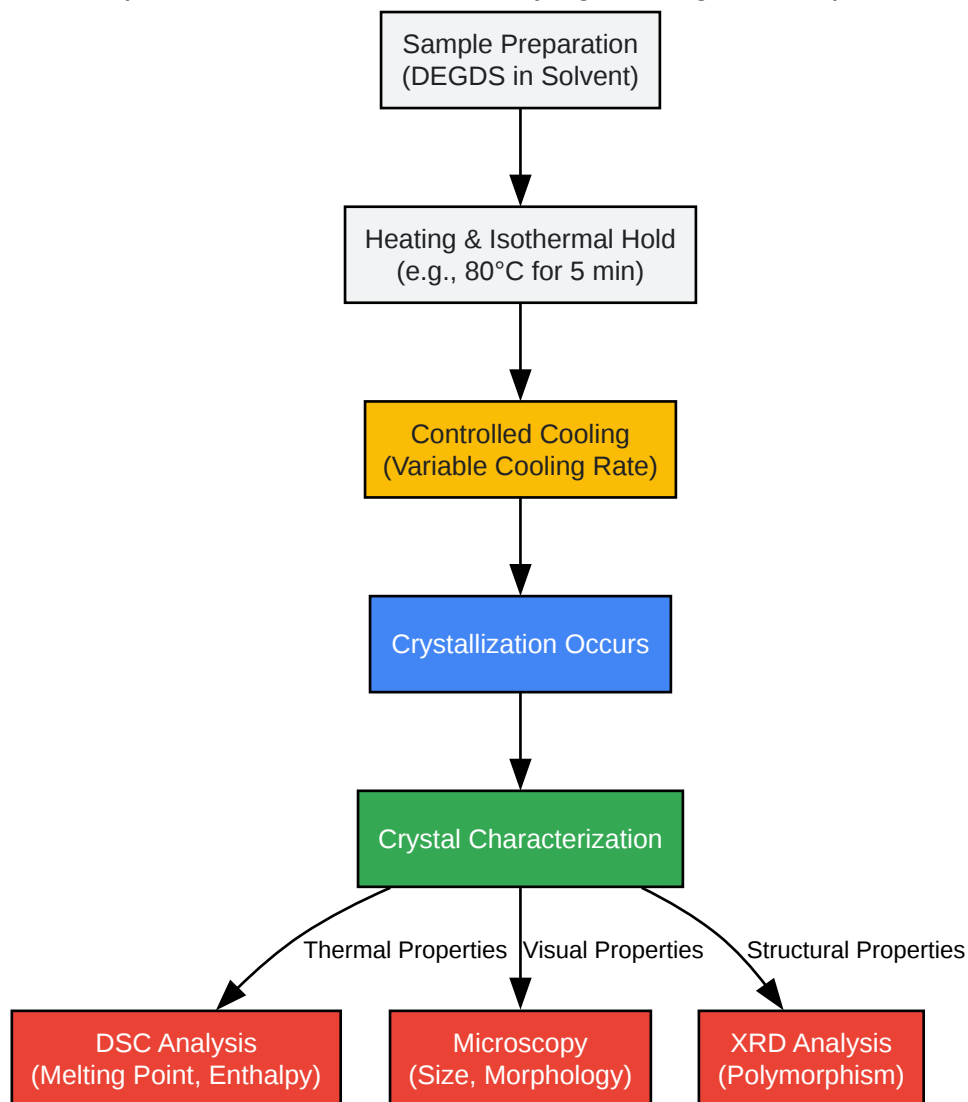 Sample Preparation
(DEGDS in Solvent)
Heating & Isothermal Hold
(e.g., 80°C for 5 min)
Controlled Cooling
(Variable Cooling Rate)
Crystallization Occurs
Crystal Characterization
Thermal Properties
Visual Properties
Structural Properties
DSC Analysis
(Melting Point, Enthalpy)
Microscopy
(Size, Morphology)
XRD Analysis
(Polymorphism)